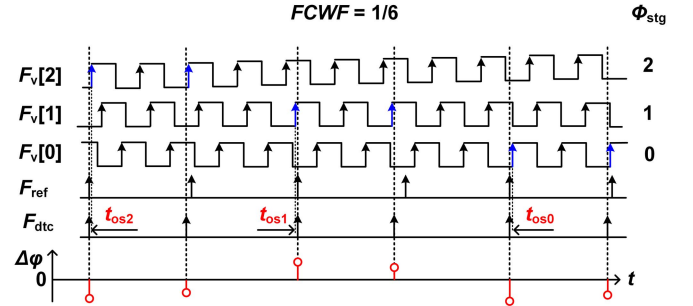 FCWF = 1/6
Φstg
Fv[2] 2
Fv[1] 1
Fv[0] 0
Fref
Fdtc tos2 tos1 tos0
Δφ
0 t